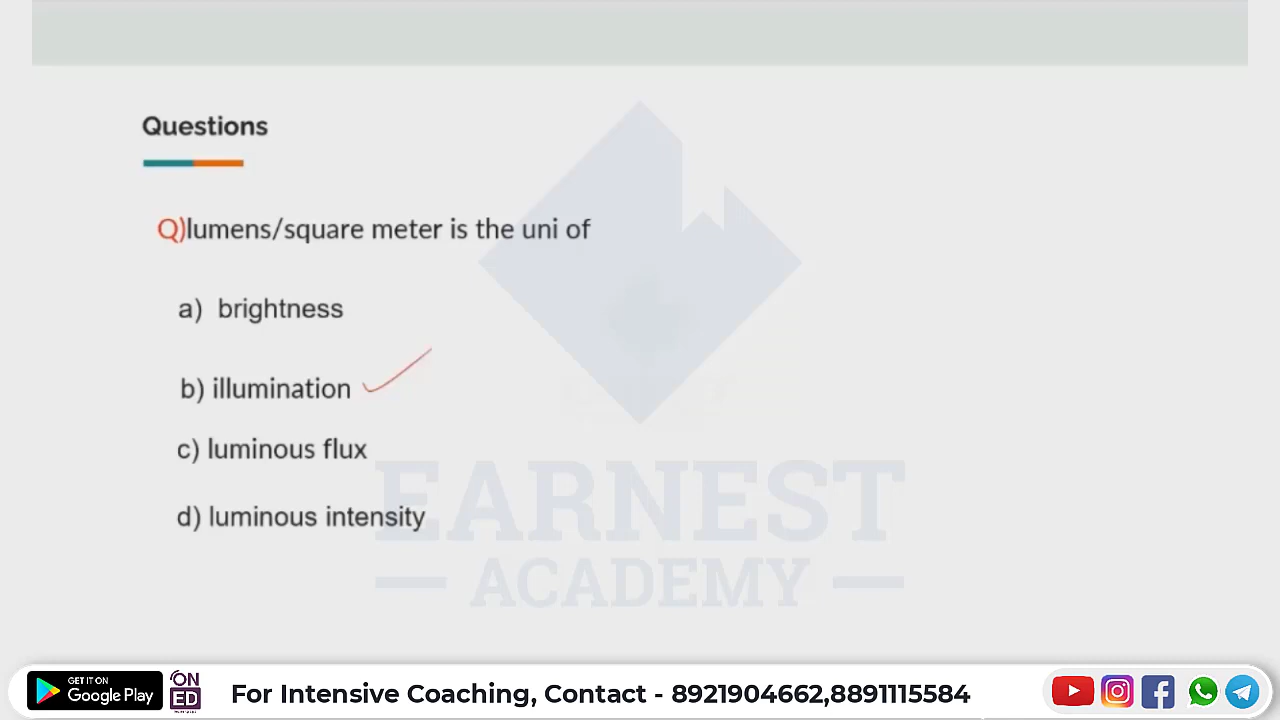 Questions
Q)lumens/square meter is the uni of
a) brightness
b) illumination
c) luminous flux
d) luminous intensity
EARNEST
ACADEMY
GET IT ON
Google Play
ON
ED
For Intensive Coaching, Contact - 8921904662,8891115584